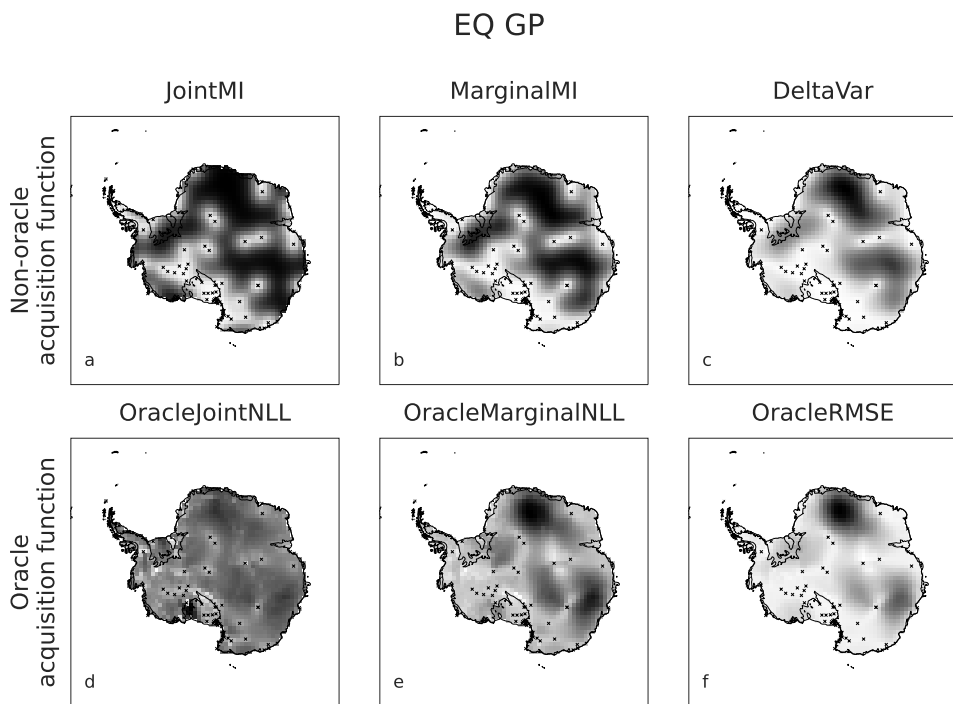 EQ GP
JointMI
MarginalMI
DeltaVar
Non-oracle
acquisition function
a
b
c
OracleJointNLL
OracleMarginalNLL
OracleRMSE
Oracle
acquisition function
d
e
f